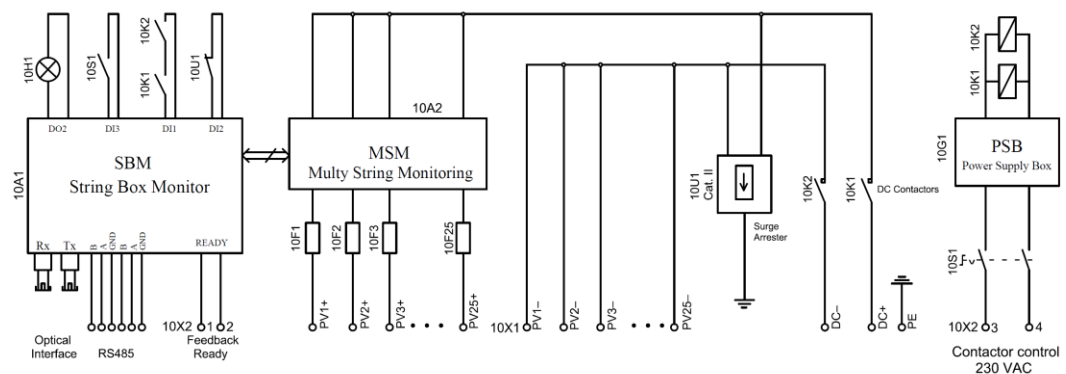 10H1
10S1
10K2
10K1
10U1
DO2
DI3
DI1
DI2
10A1
SBM
String Box Monitor
Rx
Tx
B
A
GND
B
A
GND
READY
10X2
1
2
Optical
Interface
RS485
Feedback
Ready
10A2
MSM
Multy String Monitoring
10F1
10F2
10F3
10F25
PV1+
PV2+
PV3+
PV25+
10X1
PV1–
PV2–
PV3–
PV25–
10U1
Cat. II
Surge
Arrester
10K2
10K1
DC Contactors
DC–
DC+
PE
10K2
10K1
10G1
PSB
Power Supply Box
10S1
10X2
3
4
Contactor control
230 VAC